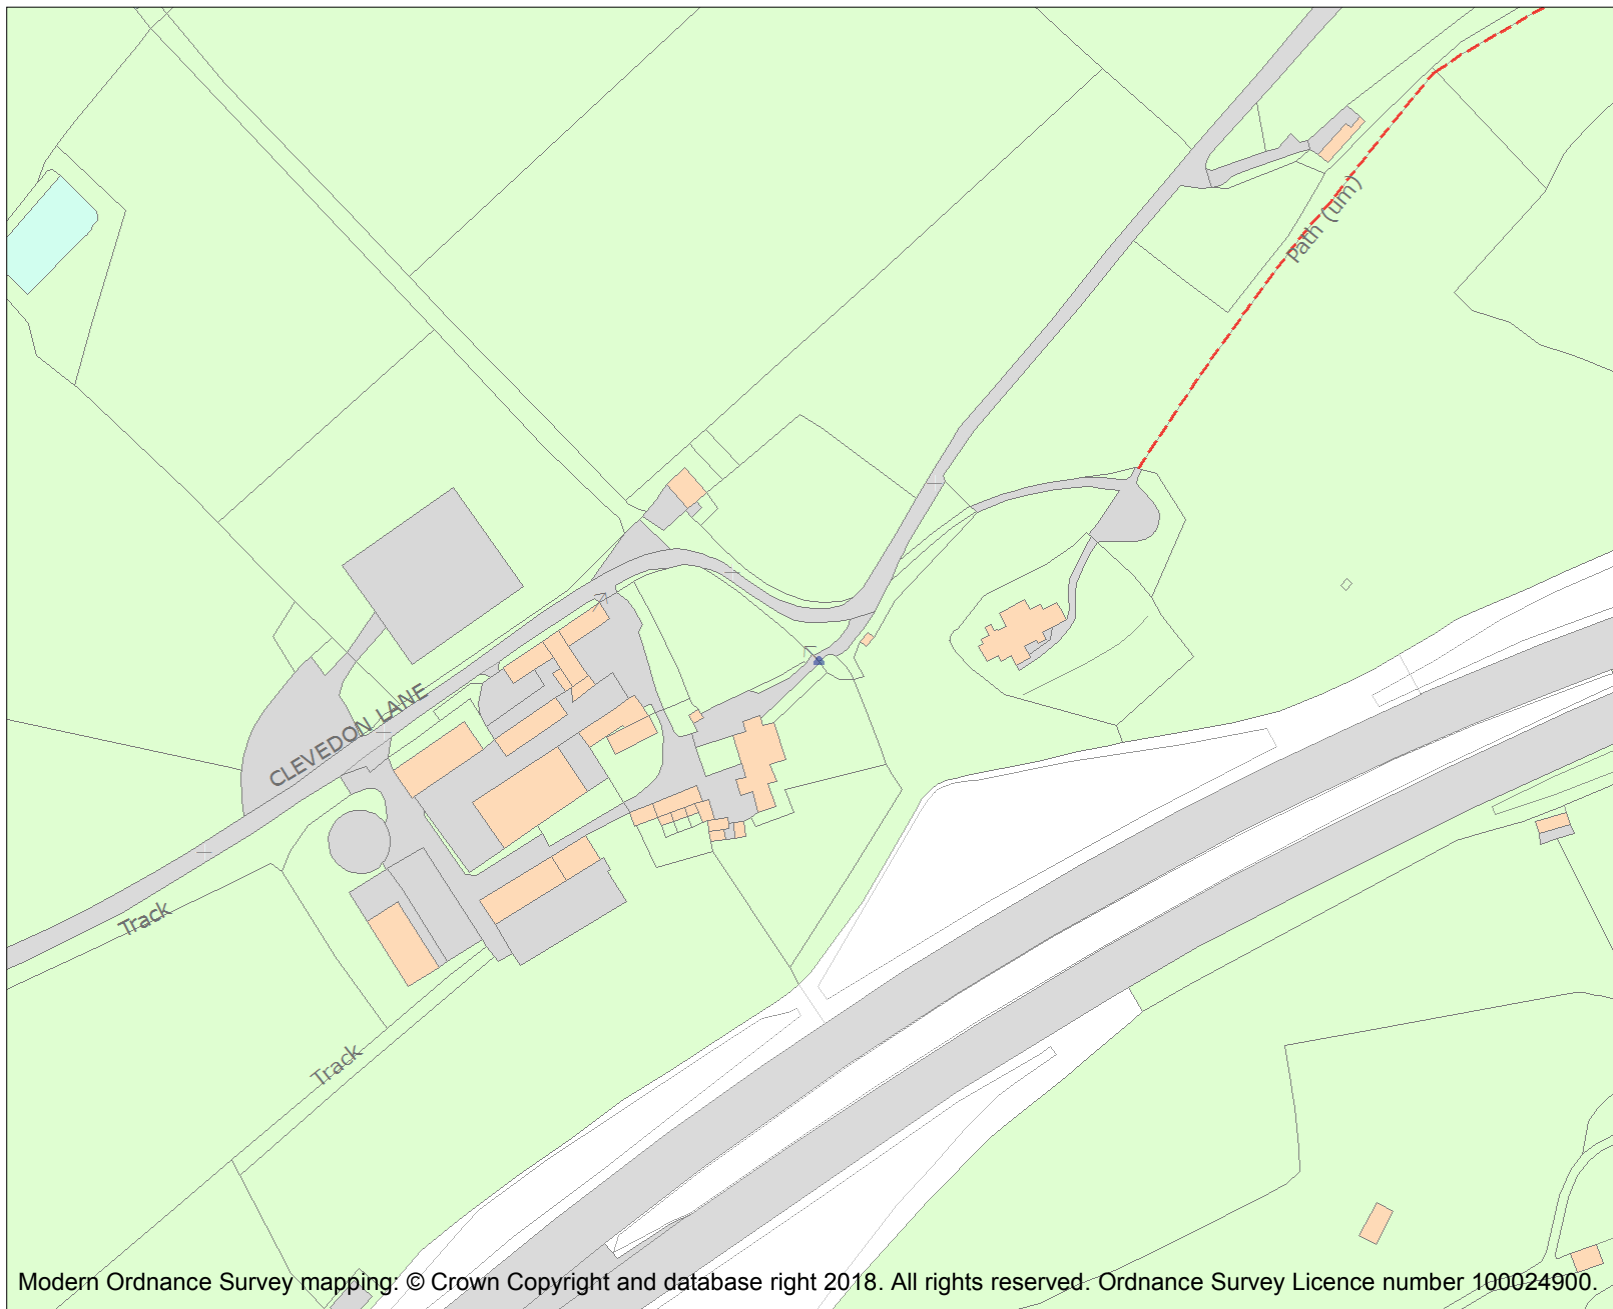 Path (um)
CLEVEDON LANE
Track
Track
Modern Ordnance Survey mapping: © Crown Copyright and database right 2018. All rights reserved. Ordnance Survey Licence number 100024900.